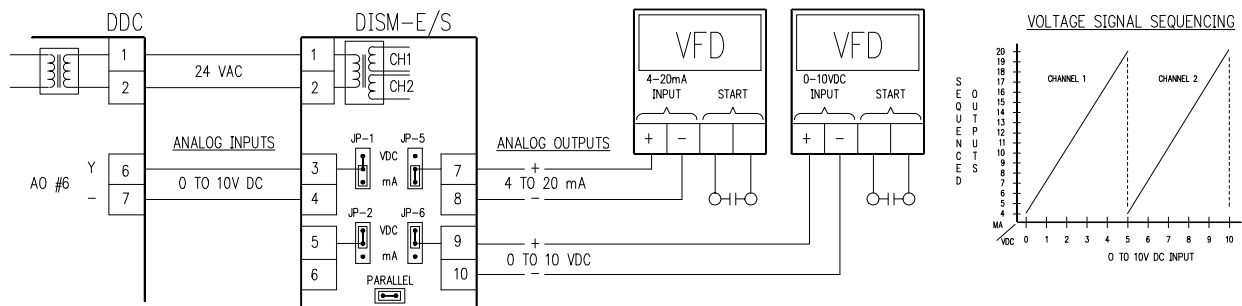 DDC
DISM-E/S
1
2
24 VAC
1
2
CH1
CH2
VFD
4-20mA
INPUT
START
+ -
VFD
0-10VDC
INPUT
START
+ -
ANALOG INPUTS
AO #6
Y
-
6
7
0 TO 10V DC
3
4
5
6
JP-1
JP-5
VDC
mA
JP-2
JP-6
VDC
mA
PARALLEL
7
8
9
10
ANALOG OUTPUTS
+
4 TO 20 mA
-
+
0 TO 10 VDC
-
VOLTAGE SIGNAL SEQUENCING
SEQUENCED
OUTPUTS
20
19
18
17
16
15
14
13
12
11
10
9
8
7
6
5
4
MA
VDC
CHANNEL 1
CHANNEL 2
0 1 2 3 4 5 6 7 8 9 10
0 TO 10V DC INPUT